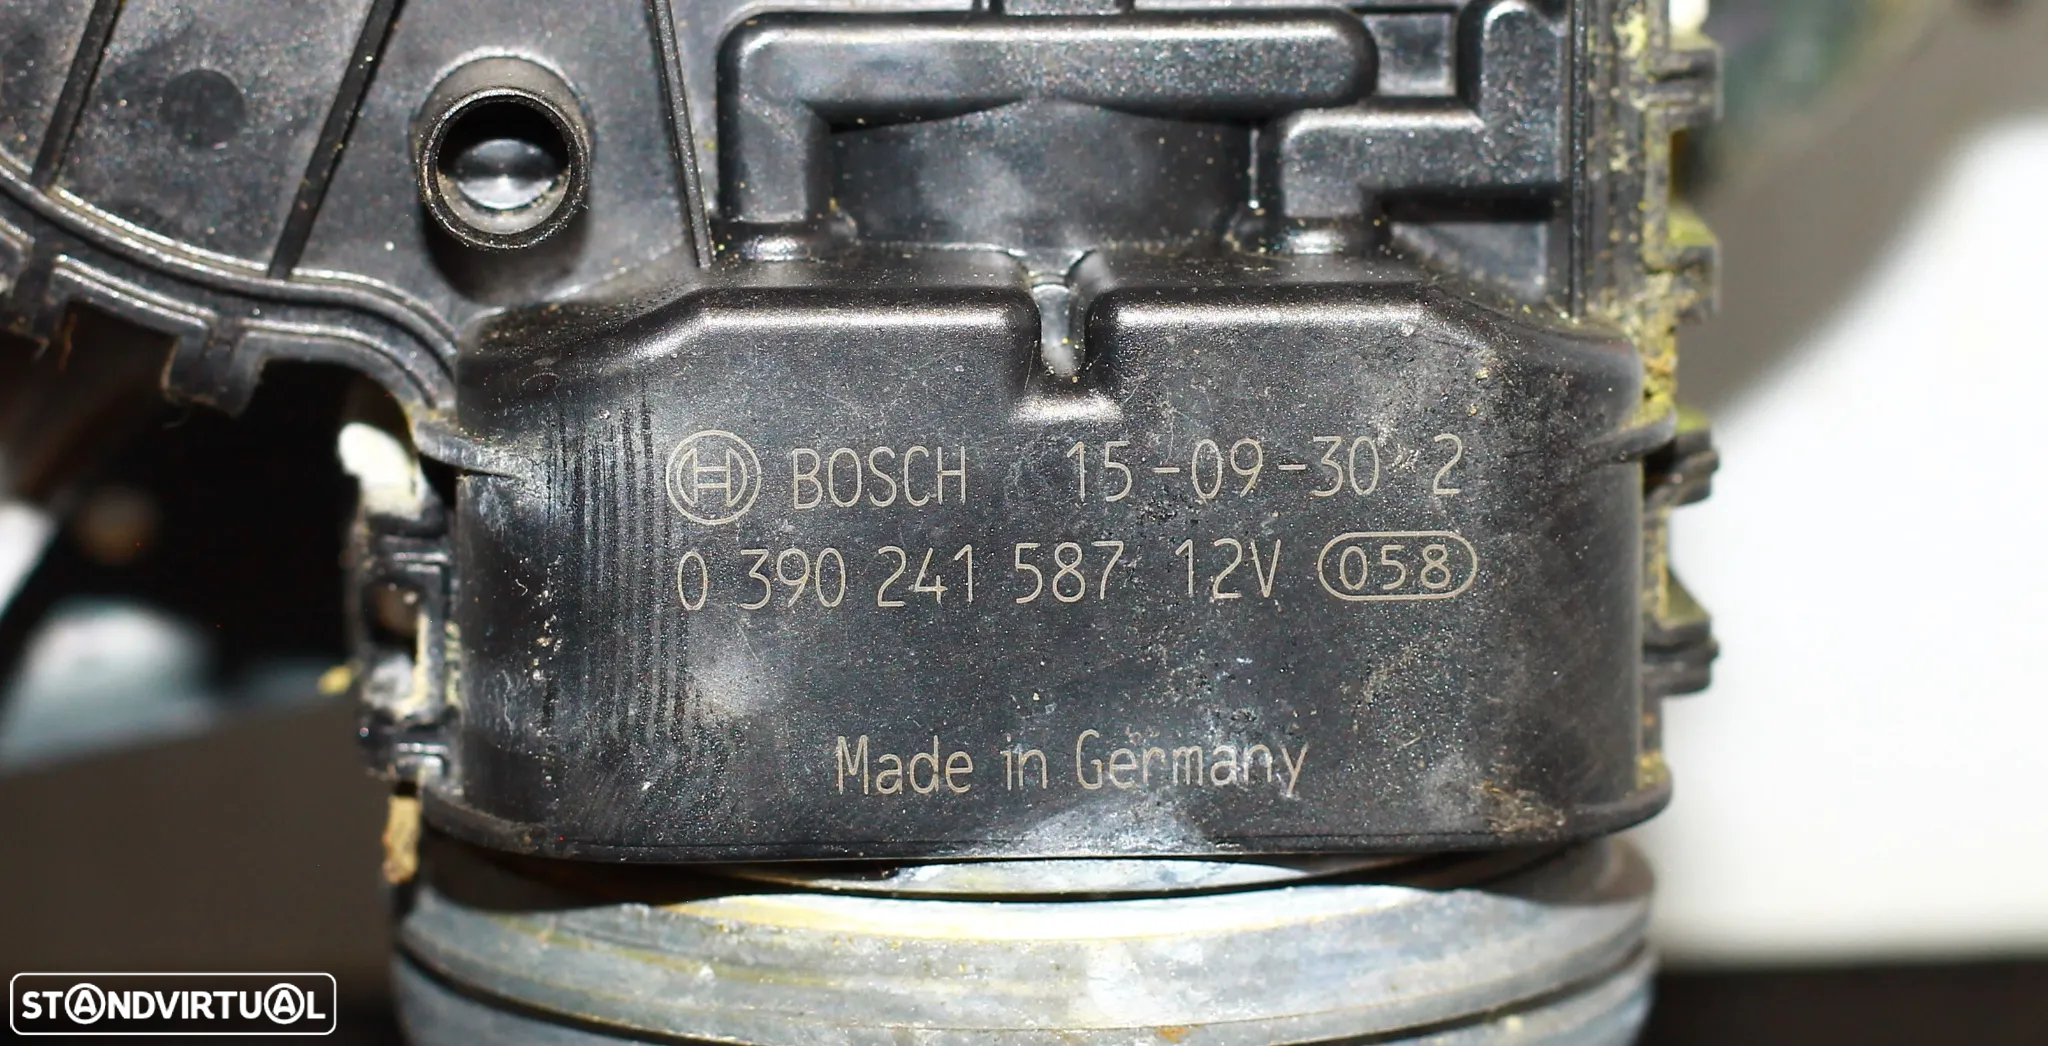 BOSCH 15-09-30 2
0 390 241 587 12V 058
Made in Germany
STANDVIRTUAL